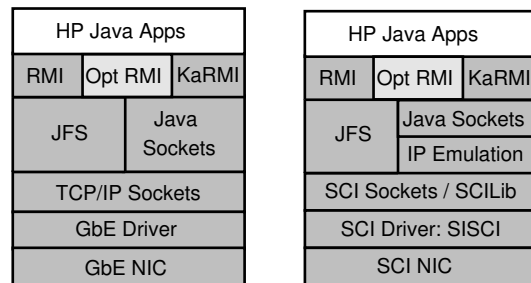 HP Java Apps
RMI Opt RMI KaRMI
JFS Java Sockets
TCP/IP Sockets
GbE Driver
GbE NIC
HP Java Apps
RMI Opt RMI KaRMI
JFS Java Sockets
IP Emulation
SCI Sockets / SCILib
SCI Driver: SISCI
SCI NIC